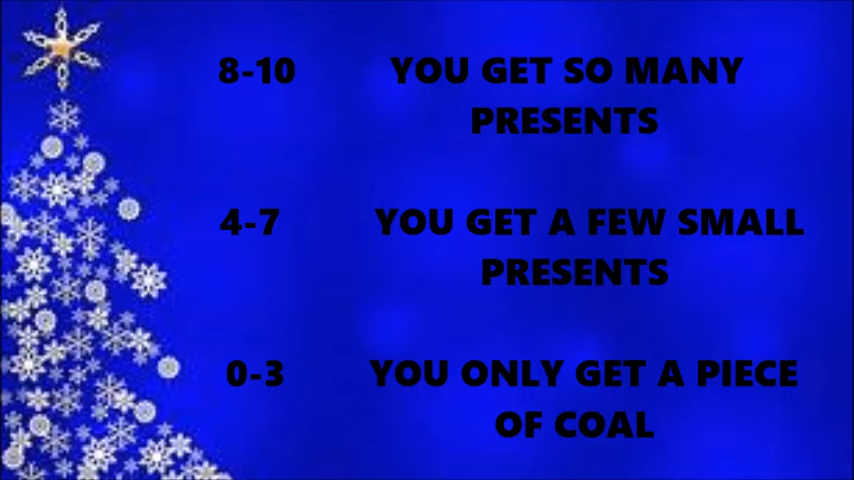 8-10 YOU GET SO MANY
PRESENTS
4-7 YOU GET A FEW SMALL
PRESENTS
0-3 YOU ONLY GET A PIECE
OF COAL